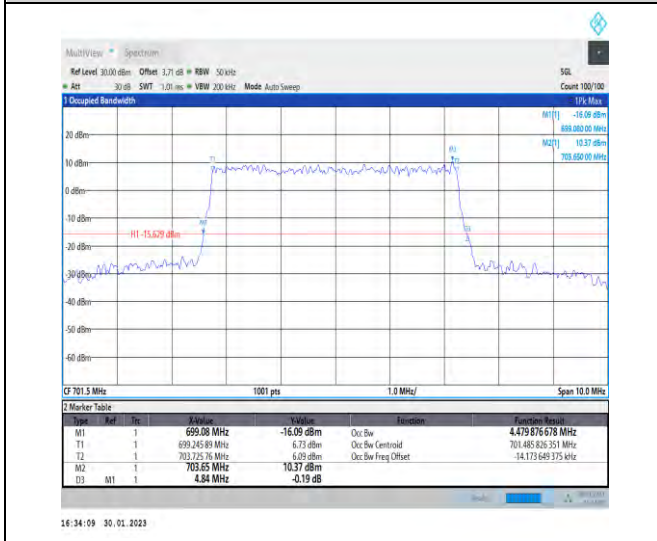 MultiView Spectrum
Ref Level 30.00 dBm Offset 3.71 dB RBW 50 kHz SGL
Att 30 dB SWT 1.01 ms VBW 200 kHz Mode Auto Sweep Count 100/100
1 Occupied Bandwidth 1Pk Max
M1[1] -16.09 dBm
699.080 00 MHz
M2[1] 10.37 dBm
703.650 00 MHz
20 dBm
10 dBm
0 dBm
-10 dBm
H1 -15.629 dBm
-20 dBm
-30 dBm
-40 dBm
-50 dBm
-60 dBm
T1
M2
CF 701.5 MHz 1001 pts 1.0 MHz/ Span 10.0 MHz
2 Marker Table
Type Ref Trc X-Value Y-Value Function Function Result
M1 1 699.08 MHz -16.09 dBm Occ Bw 4.479 876 678 MHz
T1 1 699.245 89 MHz 6.73 dBm Occ Bw Centroid 701.485 826 351 MHz
T2 1 703.725 76 MHz 6.09 dBm Occ Bw Freq Offset -14.173 649 375 kHz
M2 1 703.65 MHz 10.37 dBm
D3 M1 1 4.84 MHz -0.19 dB
16:34:09 30.01.2023